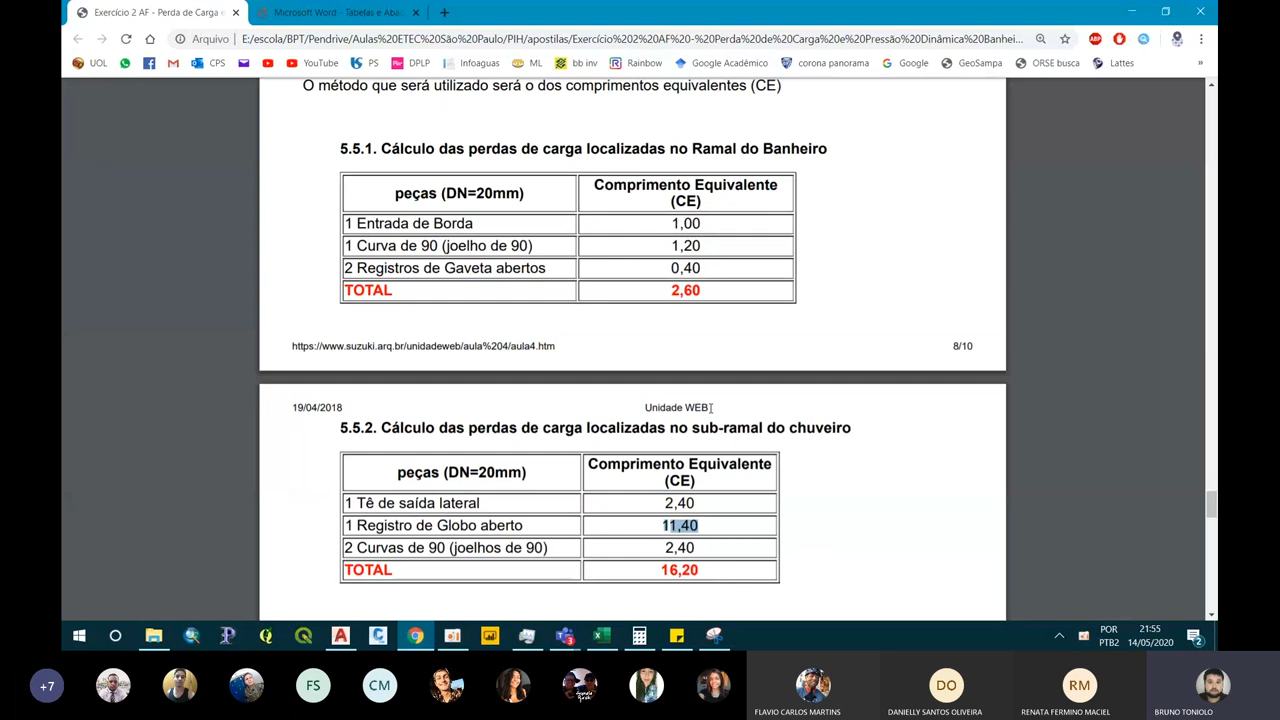 Exercício 2 AF - Perda de Carga e
Microsoft Word - Tabelas e Ába
Arquivo
E:/escola/BPT/Pendrive/Aulas%20ETEC%20São%20Paulo/PIH/apostilas/Exercício%202%20AF%20-%20Perda%20de%20Carga%20e%20Pressão%20Dinâmica%20Banhei...
UOL
CPS
YouTube
PS
DPLP
Infoaguas
ML
bb inv
Rainbow
Google Acadêmico
corona panorama
Google
GeoSampa
ORSE busca
Lattes
»
O método que será utilizado será o dos comprimentos equivalentes (CE)
5.5.1. Cálculo das perdas de carga localizadas no Ramal do Banheiro
peças (DN=20mm)
Comprimento Equivalente
(CE)
1 Entrada de Borda
1,00
1 Curva de 90 (joelho de 90)
1,20
2 Registros de Gaveta abertos
0,40
TOTAL
2,60
https://www.suzuki.arq.br/unidadeweb/aula%204/aula4.htm
8/10
19/04/2018
Unidade WEB
5.5.2. Cálculo das perdas de carga localizadas no sub-ramal do chuveiro
peças (DN=20mm)
Comprimento Equivalente
(CE)
1 Tê de saída lateral
2,40
1 Registro de Globo aberto
11,40
2 Curvas de 90 (joelhos de 90)
2,40
TOTAL
16,20
POR
PTB2
21:55
14/05/2020
+7
FS
CM
DO
RM
FLAVIO CARLOS MARTINS
DANIELLY SANTOS OLIVEIRA
RENATA FERMINO MACIEL
BRUNO TONIOLO